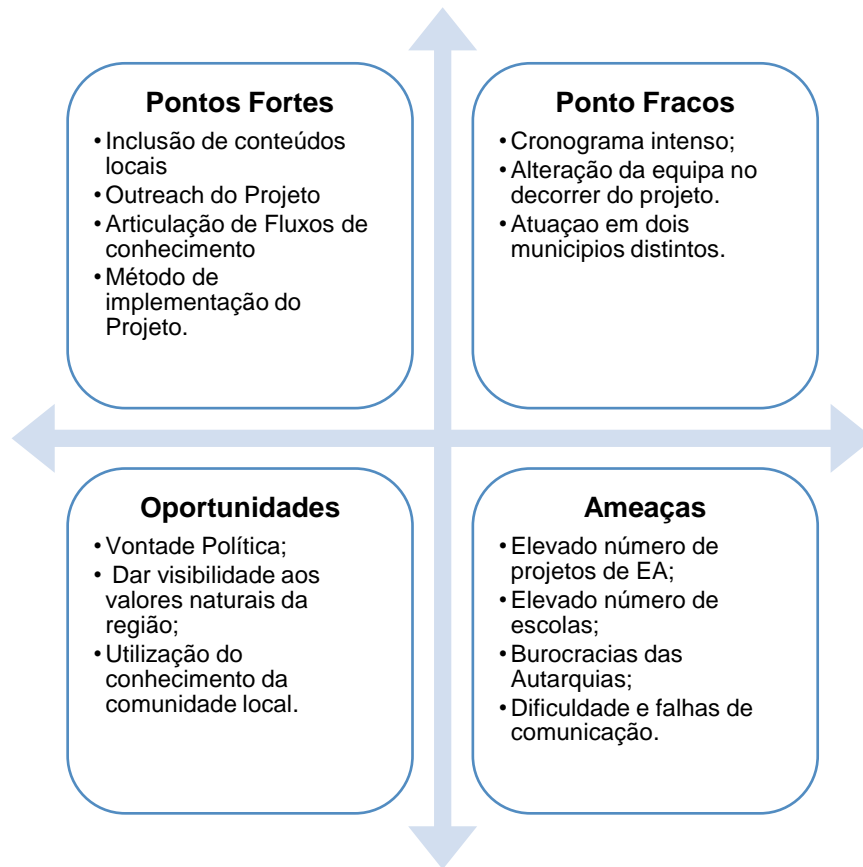 Pontos Fortes
• Inclusão de conteúdos
locais
• Outreach do Projeto
• Articulação de Fluxos de
conhecimento
• Método de
implementação do
Projeto.
Ponto Fracos
• Cronograma intenso;
• Alteração da equipa no
decorrer do projeto.
• Atuaçao em dois
municipios distintos.
Oportunidades
• Vontade Política;
• Dar visibilidade aos
valores naturais da
região;
• Utilização do
conhecimento da
comunidade local.
Ameaças
• Elevado número de
projetos de EA;
• Elevado número de
escolas;
• Burocracias das
Autarquias;
• Dificuldade e falhas de
comunicação.